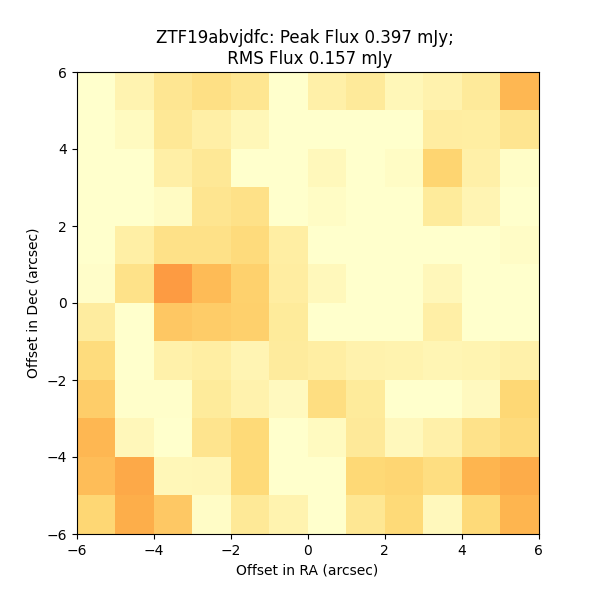 ZTF19abvjdfc: Peak Flux 0.397 mJy;
RMS Flux 0.157 mJy
6
4
2
0
−2
−4
−6
Offset in Dec (arcsec)
−6 −4 −2 0 2 4 6
Offset in RA (arcsec)